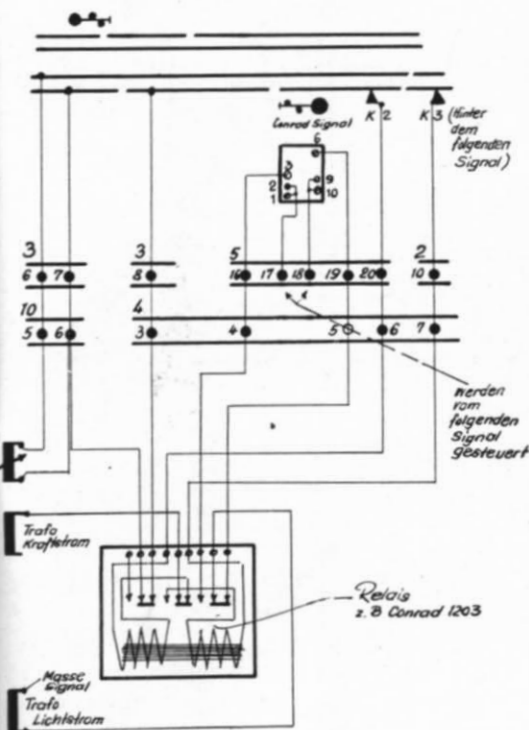 K 2
K 3
(Hinter
dem
folgenden
Signal)
Conrad Signal
6
2
1
9
10
3
3
5
2
6
7
8
16
17
18
19
20
10
10
4
5
6
3
4
5
6
7
Werden
vom
folgenden
Signal
gesteuert
Trafo
Kraftstrom
Relais
z. B Conrad 1203
Masse
Signal
Trafo
Lichtstrom